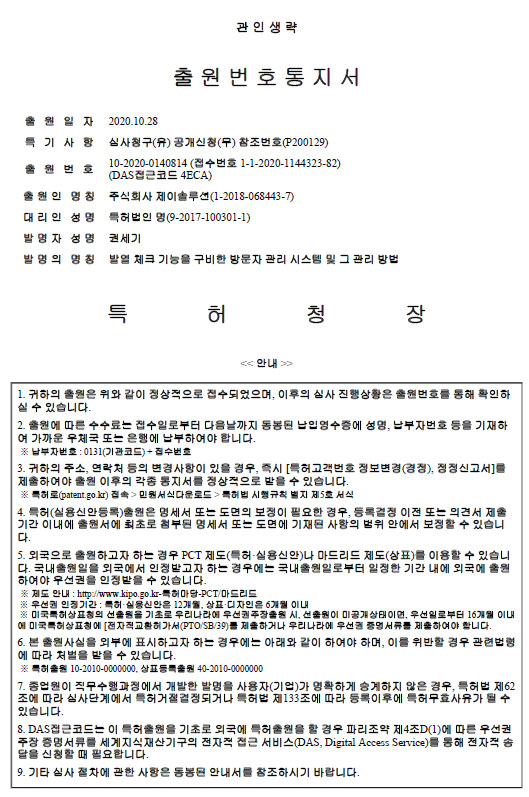 관 인 생 략
출 원 번 호 통 지 서
출 원 일 자 2020.10.28
특 기 사 항 심사청구(유) 공개신청(무) 참조번호(P200129)
출 원 번 호 10-2020-0140814 (접수번호 1-1-2020-1144323-82)
(DAS접근코드 4ECA)
출 원 인 명 칭 주식회사 제이솔루션(1-2018-068443-7)
대 리 인 성 명 특허법인 명(9-2017-100301-1)
발 명 자 성 명 권세기
발 명 의 명 칭 발열 체크 기능을 구비한 방문자 관리 시스템 및 그 관리 방법
특 허 청 장
<< 안내 >>
1. 귀하의 출원은 위와 같이 정상적으로 접수되었으며, 이후의 심사 진행상황은 출원번호를 통해 확인하
실 수 있습니다.
2. 출원에 따른 수수료는 접수일로부터 다음날까지 동봉된 납입영수증에 성명, 납부자번호 등을 기재하
여 가까운 우체국 또는 은행에 납부하여야 합니다.
※ 납부자번호 : 0131(기관코드) + 접수번호
3. 귀하의 주소, 연락처 등의 변경사항이 있을 경우, 즉시 [특허고객번호 정보변경(경정), 정정신고서]를
제출하여야 출원 이후의 각종 통지서를 정상적으로 받을 수 있습니다.
※ 특허로(patent.go.kr) 접속 > 민원서식다운로드 > 특허법 시행규칙 별지 제5호 서식
4. 특허(실용신안등록)출원은 명세서 또는 도면의 보정이 필요한 경우, 등록결정 이전 또는 의견서 제출
기간 이내에 출원서에 최초로 첨부된 명세서 또는 도면에 기재된 사항의 범위 안에서 보정할 수 있습니
다.
5. 외국으로 출원하고자 하는 경우 PCT 제도(특허·실용신안)나 마드리드 제도(상표)를 이용할 수 있습니
다. 국내출원일을 외국에서 인정받고자 하는 경우에는 국내출원일로부터 일정한 기간 내에 외국에 출원
하여야 우선권을 인정받을 수 있습니다.
※ 제도 안내 : http://www.kipo.go.kr-특허마당-PCT/마드리드
※ 우선권 인정기간 : 특허·실용신안은 12개월, 상표·디자인은 6개월 이내
※ 미국특허상표청의 선출원을 기초로 우리나라에 우선권주장출원 시, 선출원이 미공개상태이면, 우선일로부터 16개월 이내
에 미국특허상표청에 [전자적교환허가서(PTO/SB/39)를 제출하거나 우리나라에 우선권 증명서류를 제출하여야 합니다.
6. 본 출원사실을 외부에 표시하고자 하는 경우에는 아래와 같이 하여야 하며, 이를 위반할 경우 관련법령
에 따라 처벌을 받을 수 있습니다.
※ 특허출원 10-2010-0000000, 상표등록출원 40-2010-0000000
7. 종업원이 직무수행과정에서 개발한 발명을 사용자(기업)가 명확하게 승계하지 않은 경우, 특허법 제62
조에 따라 심사단계에서 특허거절결정되거나 특허법 제133조에 따라 등록이후에 특허무효사유가 될 수
있습니다.
8. DAS접근코드는 이 특허출원을 기초로 외국에 특허출원을 할 경우 파리조약 제4조D(1)에 따른 우선권
주장 증명서류를 세계지식재산기구의 전자적 접근 서비스(DAS, Digital Access Service)를 통해 전자적 송
달을 신청할 때 필요합니다.
9. 기타 심사 절차에 관한 사항은 동봉된 안내서를 참조하시기 바랍니다.